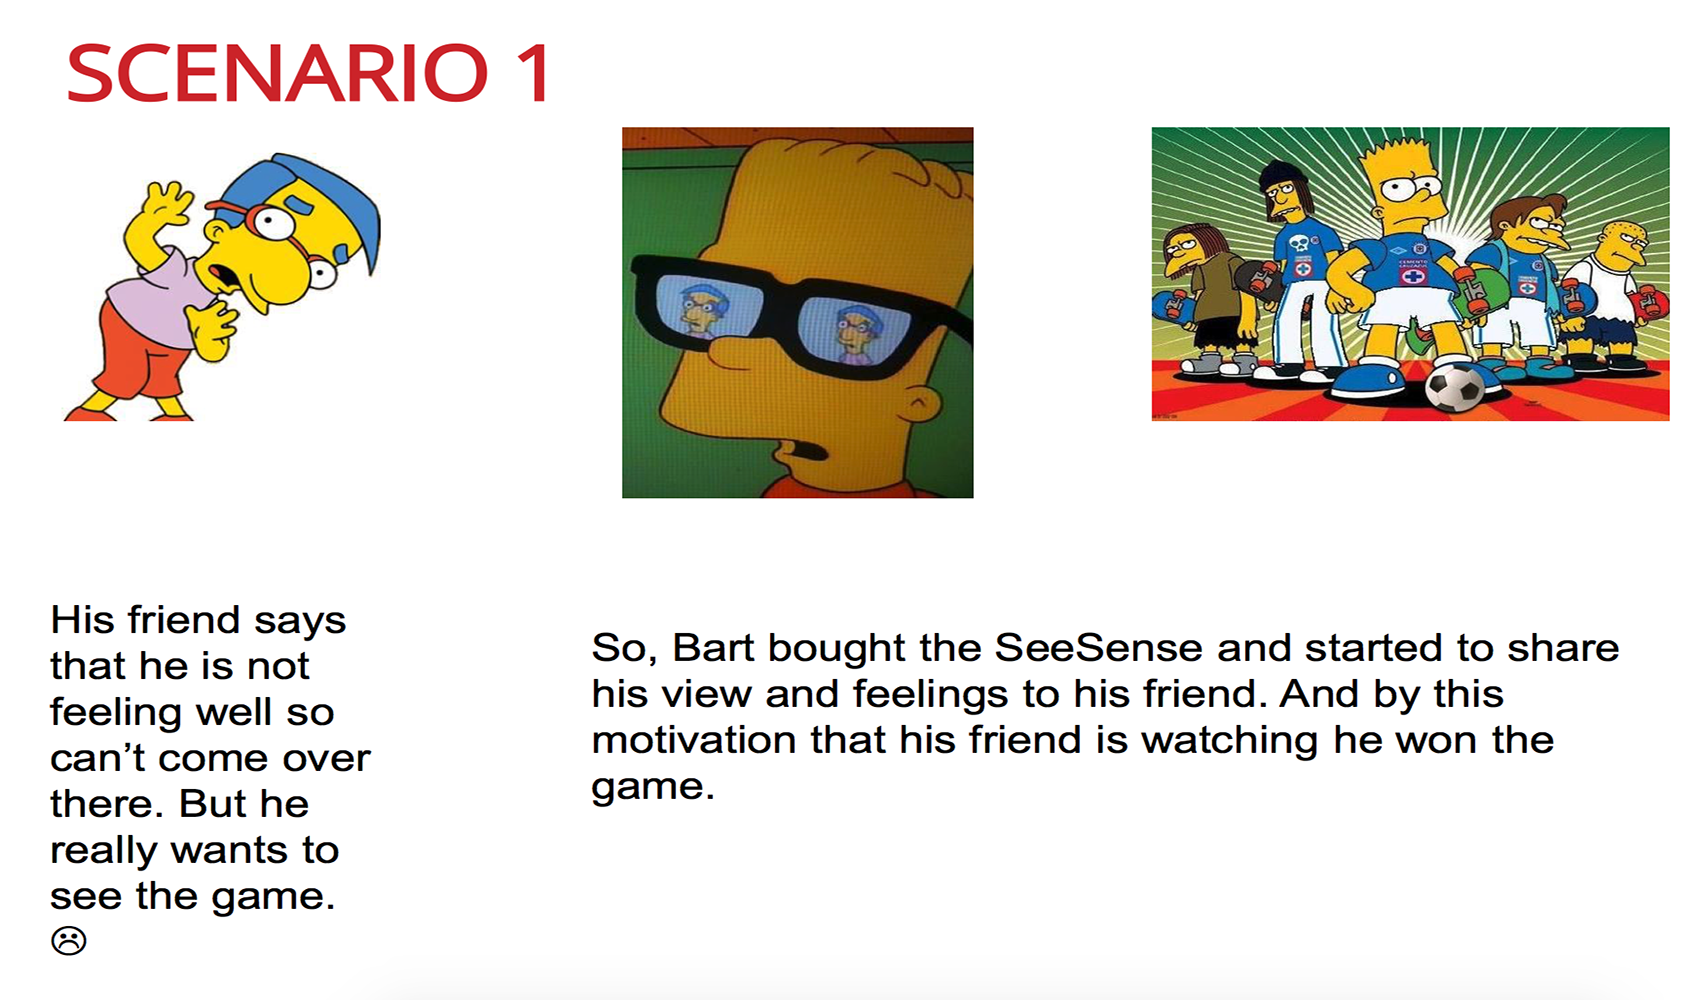 SCENARIO 1
His friend says
that he is not
feeling well so
can’t come over
there. But he
really wants to
see the game.
☹
So, Bart bought the SeeSense and started to share
his view and feelings to his friend. And by this
motivation that his friend is watching he won the
game.